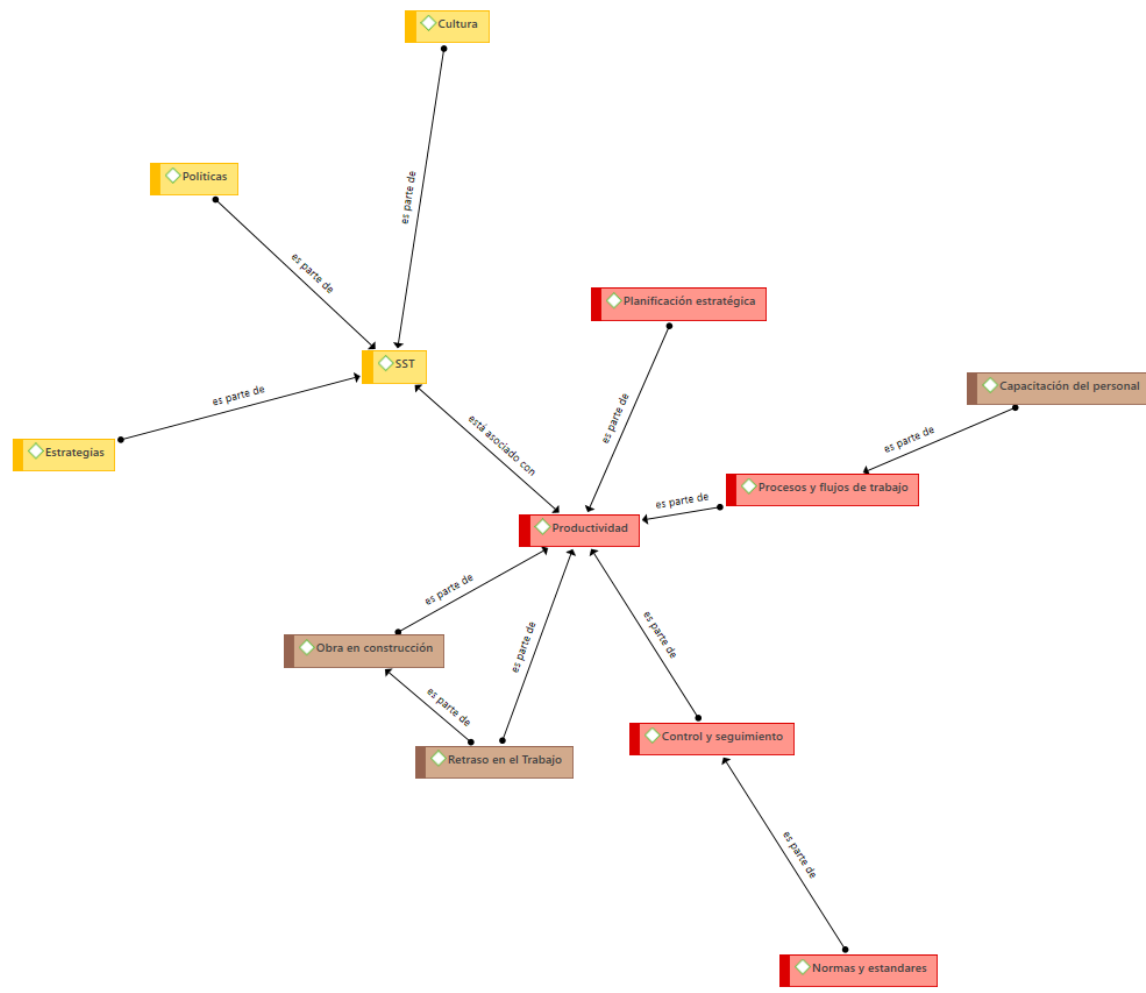 Cultura
es parte de
Políticas
es parte de
Planificación estratégica
SST
es parte de
Capacitación del personal
es parte de
está asociado con
es parte de
Estrategias
Procesos y flujos de trabajo
es parte de
Productividad
es parte de
es parte de
es parte de
Obra en construcción
es parte de
Control y seguimiento
Retraso en el Trabajo
es parte de
Normas y estandares